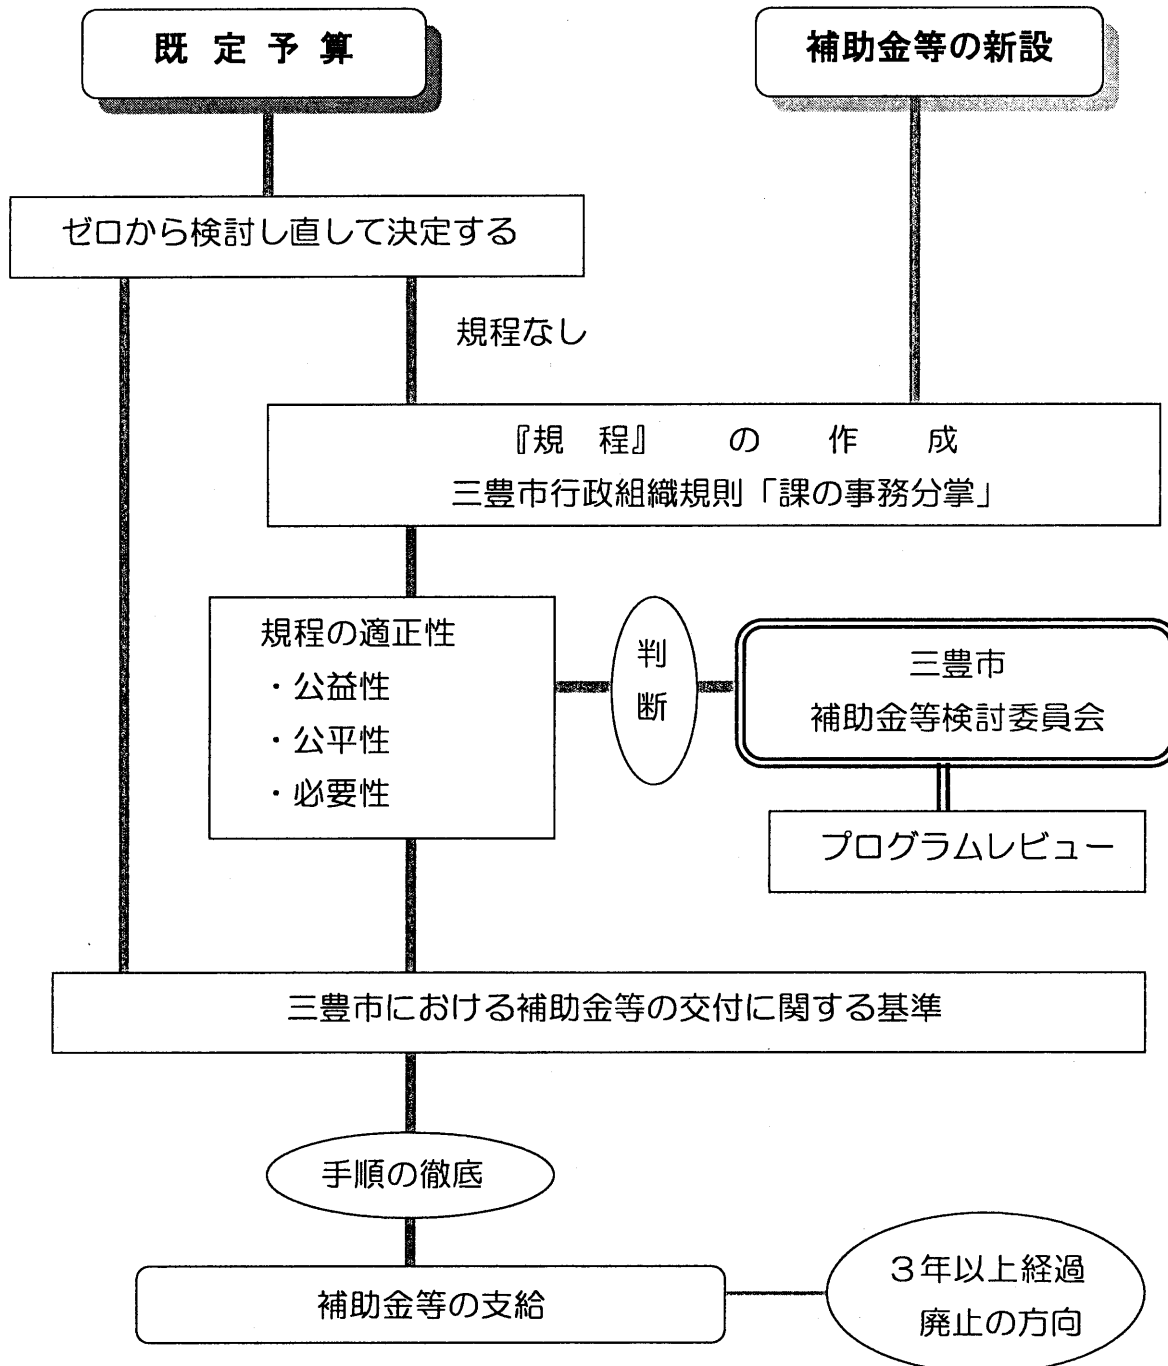 既定予算
補助金等の新設
ゼロから検討し直して決定する
規程なし
『規　程』　の　作　成
三豊市行政組織規則「課の事務分掌」
規程の適正性
・公益性
・公平性
・必要性
判
断
三豊市
補助金等検討委員会
プログラムレビュー
三豊市における補助金等の交付に関する基準
手順の徹底
補助金等の支給
３年以上経過
廃止の方向